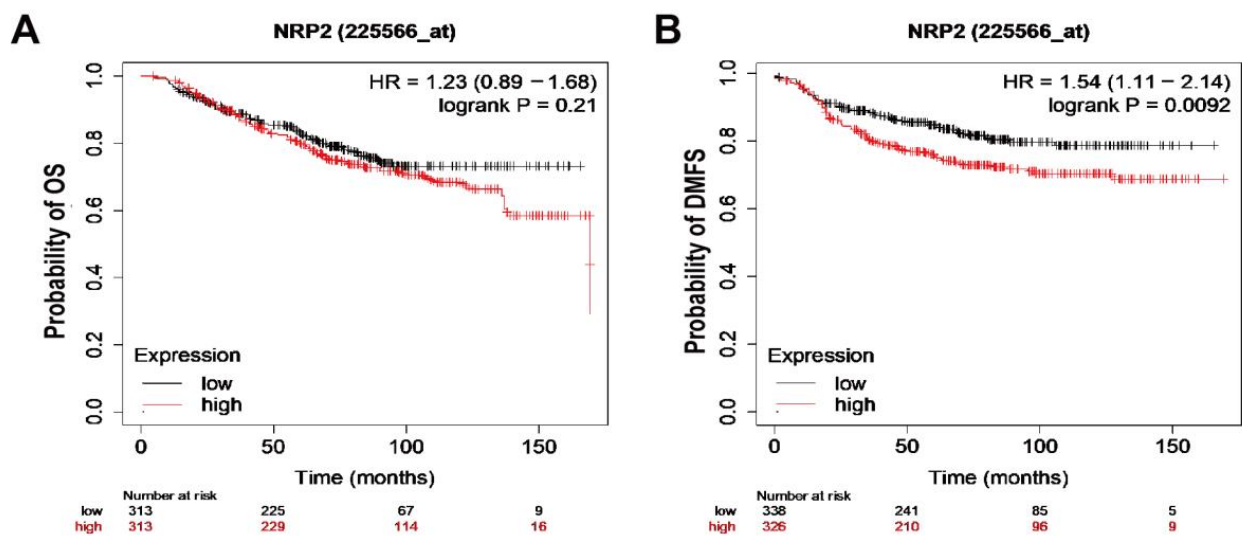 A
NRP2 (225566_at)
HR = 1.23 (0.89 − 1.68)
logrank P = 0.21
Probability of OS
1.0
0.8
0.6
0.4
0.2
0.0
Expression
low
high
0 50 100 150
Time (months)
Number at risk
low 313 225 67 9
high 313 229 114 16
B
NRP2 (225566_at)
HR = 1.54 (1.11 − 2.14)
logrank P = 0.0092
Probability of DMFS
1.0
0.8
0.6
0.4
0.2
0.0
Expression
low
high
0 50 100 150
Time (months)
Number at risk
low 338 241 85 5
high 326 210 96 9